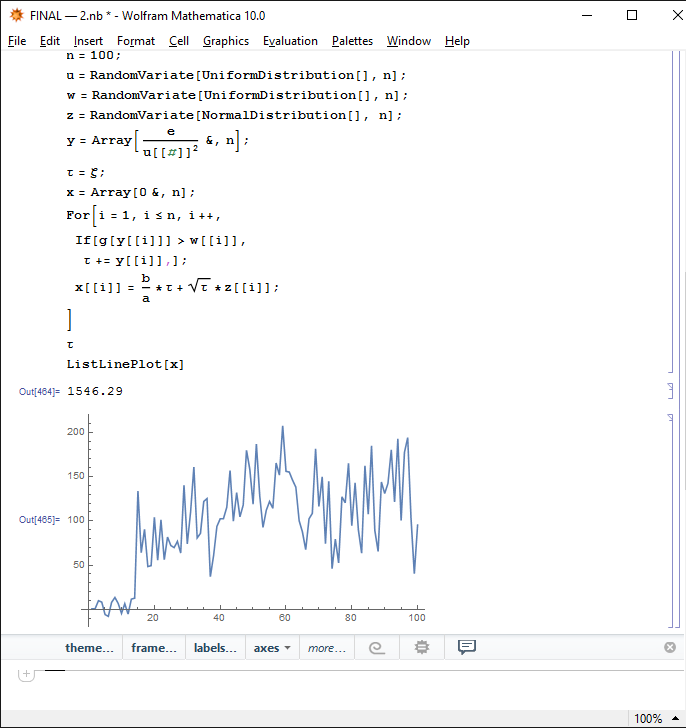 FINAL — 2.nb * - Wolfram Mathematica 10.0
File Edit Insert Format Cell Graphics Evaluation Palettes Window Help
n = 100;
u = RandomVariate[UniformDistribution[], n];
w = RandomVariate[UniformDistribution[], n];
z = RandomVariate[NormalDistribution[], n];
y = Array[e/u[[#]]² &, n];
τ = ξ;
x = Array[0 &, n];
For[i = 1, i ≤ n, i++,
If[g[y[[i]]] > w[[i]],
τ += y[[i]],];
x[[i]] = b/a * τ + √τ * z[[i]];
]
τ
ListLinePlot[x]
Out[464]= 1546.29
200
150
Out[465]= 100
50
20 40 60 80 100
theme... frame... labels... axes more...
100%